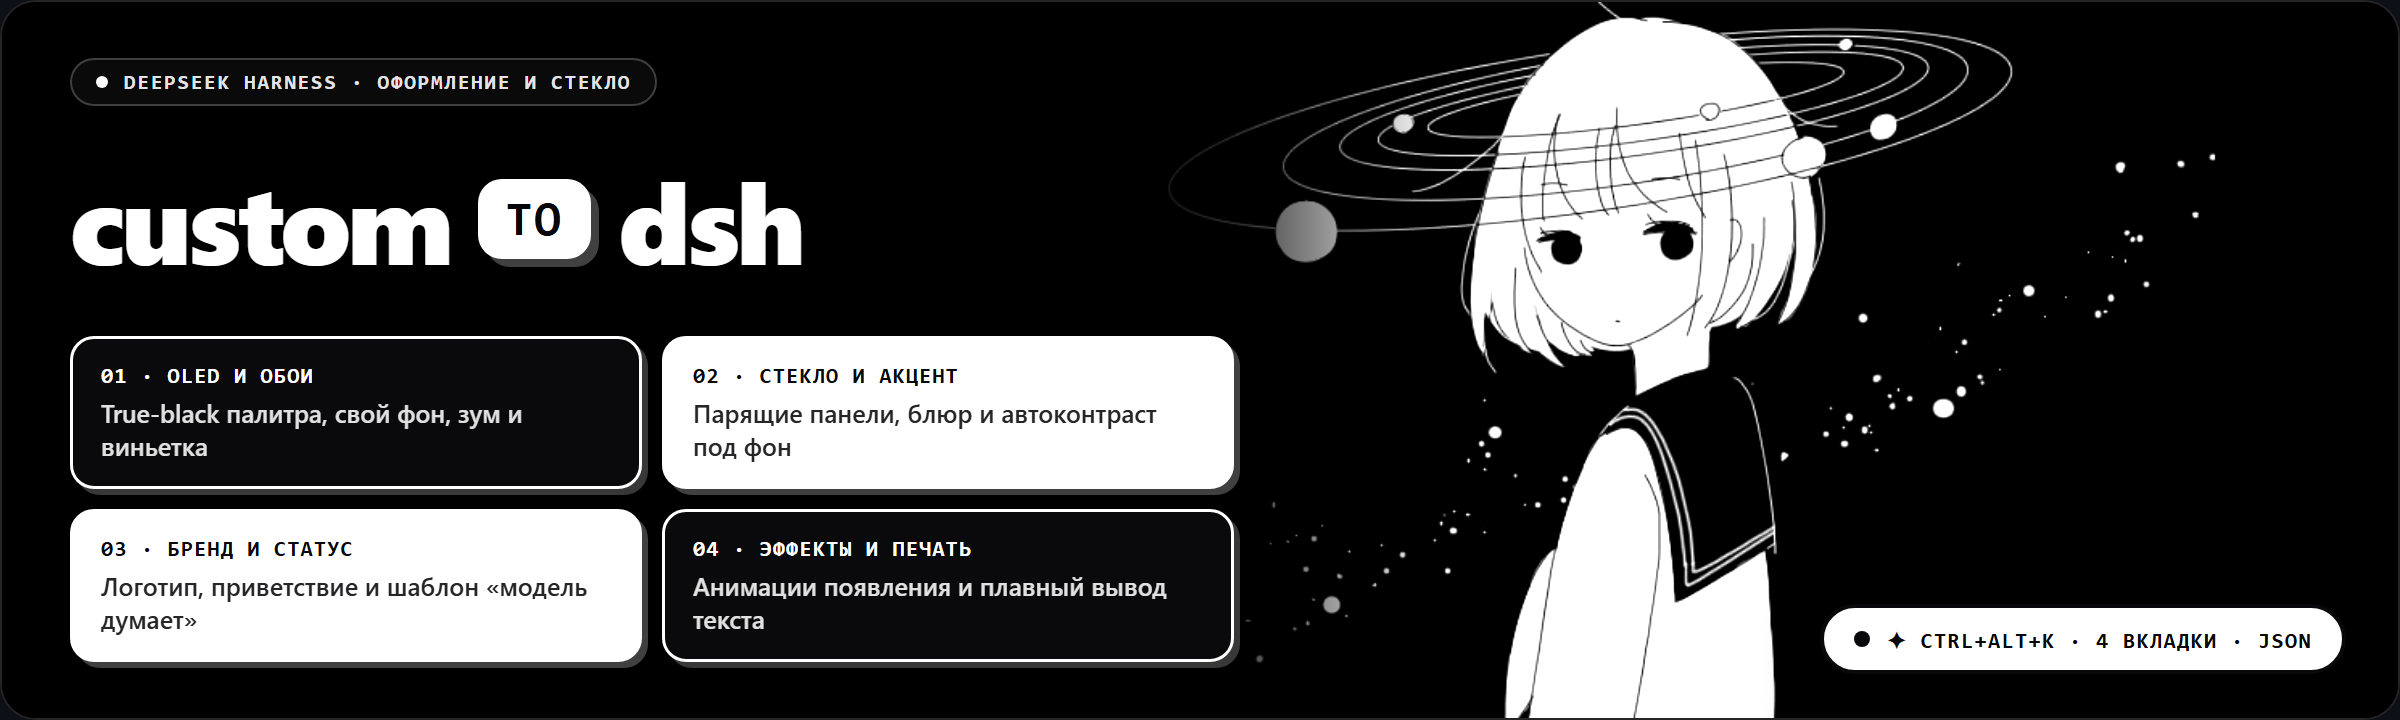 DEEPSEEK HARNESS · ОФОРМЛЕНИЕ И СТЕКЛО
custom TO dsh
01 · OLED И ОБОИ
True-black палитра, свой фон, зум и
виньетка
02 · СТЕКЛО И АКЦЕНТ
Парящие панели, блюр и автоконтраст
под фон
03 · БРЕНД И СТАТУС
Логотип, приветствие и шаблон «модель
думает»
04 · ЭФФЕКТЫ И ПЕЧАТЬ
Анимации появления и плавный вывод
текста
✦ CTRL+ALT+K · 4 ВКЛАДКИ · JSON